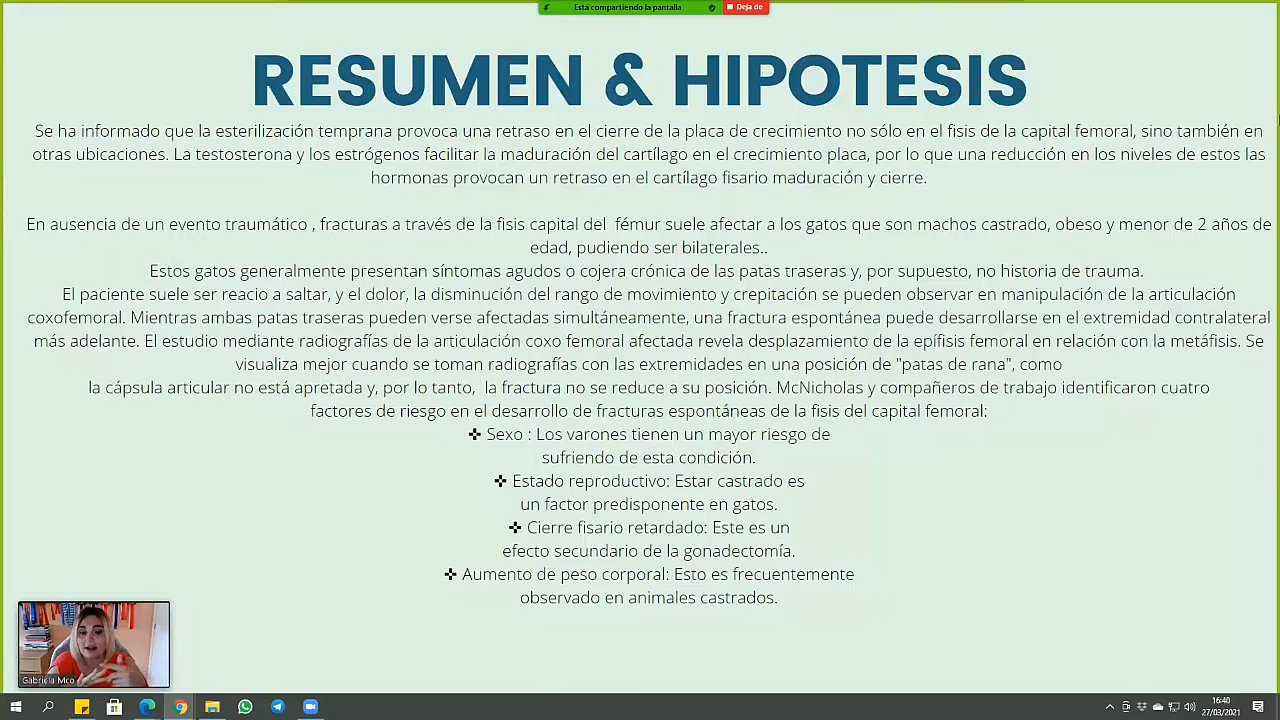 Está compartiendo la pantalla
Deja de
RESUMEN & HIPOTESIS
Se ha informado que la esterilización temprana provoca una retraso en el cierre de la placa de crecimiento no sólo en el fisis de la capital femoral, sino también en
otras ubicaciones. La testosterona y los estrógenos facilitar la maduración del cartílago en el crecimiento placa, por lo que una reducción en los niveles de estos las
hormonas provocan un retraso en el cartílago fisario maduración y cierre.
En ausencia de un evento traumático , fracturas a través de la fisis capital del fémur suele afectar a los gatos que son machos castrado, obeso y menor de 2 años de
edad, pudiendo ser bilaterales..
Estos gatos generalmente presentan síntomas agudos o cojera crónica de las patas traseras y, por supuesto, no historia de trauma.
El paciente suele ser reacio a saltar, y el dolor, la disminución del rango de movimiento y crepitación se pueden observar en manipulación de la articulación
coxofemoral. Mientras ambas patas traseras pueden verse afectadas simultáneamente, una fractura espontánea puede desarrollarse en el extremidad contralateral
más adelante. El estudio mediante radiografías de la articulación coxo femoral afectada revela desplazamiento de la epífisis femoral en relación con la metáfisis. Se
visualiza mejor cuando se toman radiografías con las extremidades en una posición de "patas de rana", como
la cápsula articular no está apretada y, por lo tanto, la fractura no se reduce a su posición. McNicholas y compañeros de trabajo identificaron cuatro
factores de riesgo en el desarrollo de fracturas espontáneas de la fisis del capital femoral:
✜ Sexo : Los varones tienen un mayor riesgo de
sufriendo de esta condición.
✜ Estado reproductivo: Estar castrado es
un factor predisponente en gatos.
✜ Cierre fisario retardado: Este es un
efecto secundario de la gonadectomía.
✜ Aumento de peso corporal: Esto es frecuentemente
observado en animales castrados.
Gabriela Mco
16:40
27/03/2021